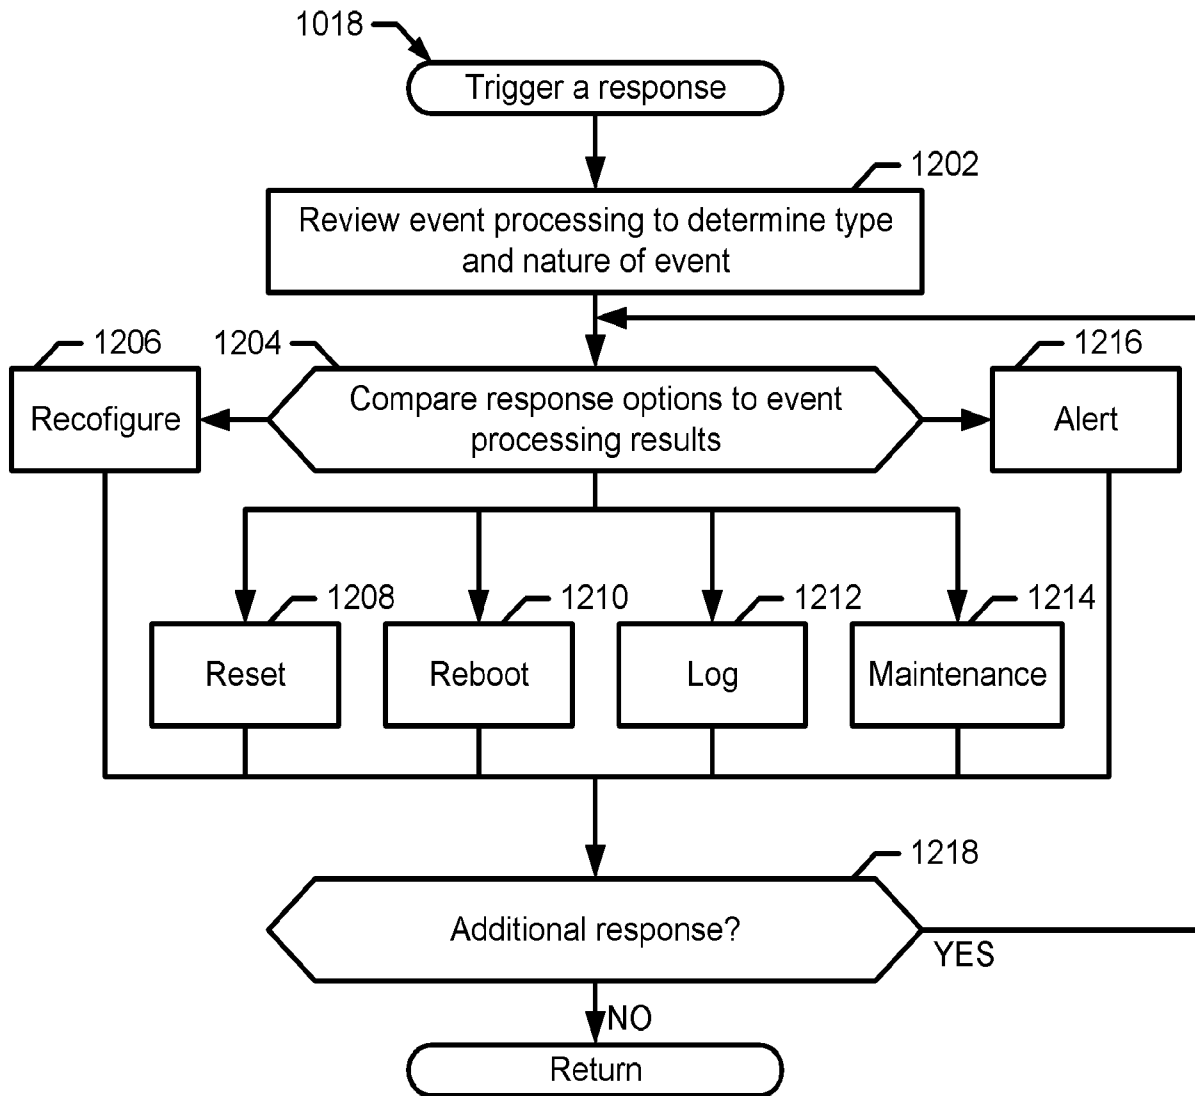 1018
Trigger a response
1202
Review event processing to determine type
and nature of event
1206
1204
1216
Recofigure
Compare response options to event
processing results
Alert
1208
1210
1212
1214
Reset
Reboot
Log
Maintenance
1218
Additional response?
YES
NO
Return